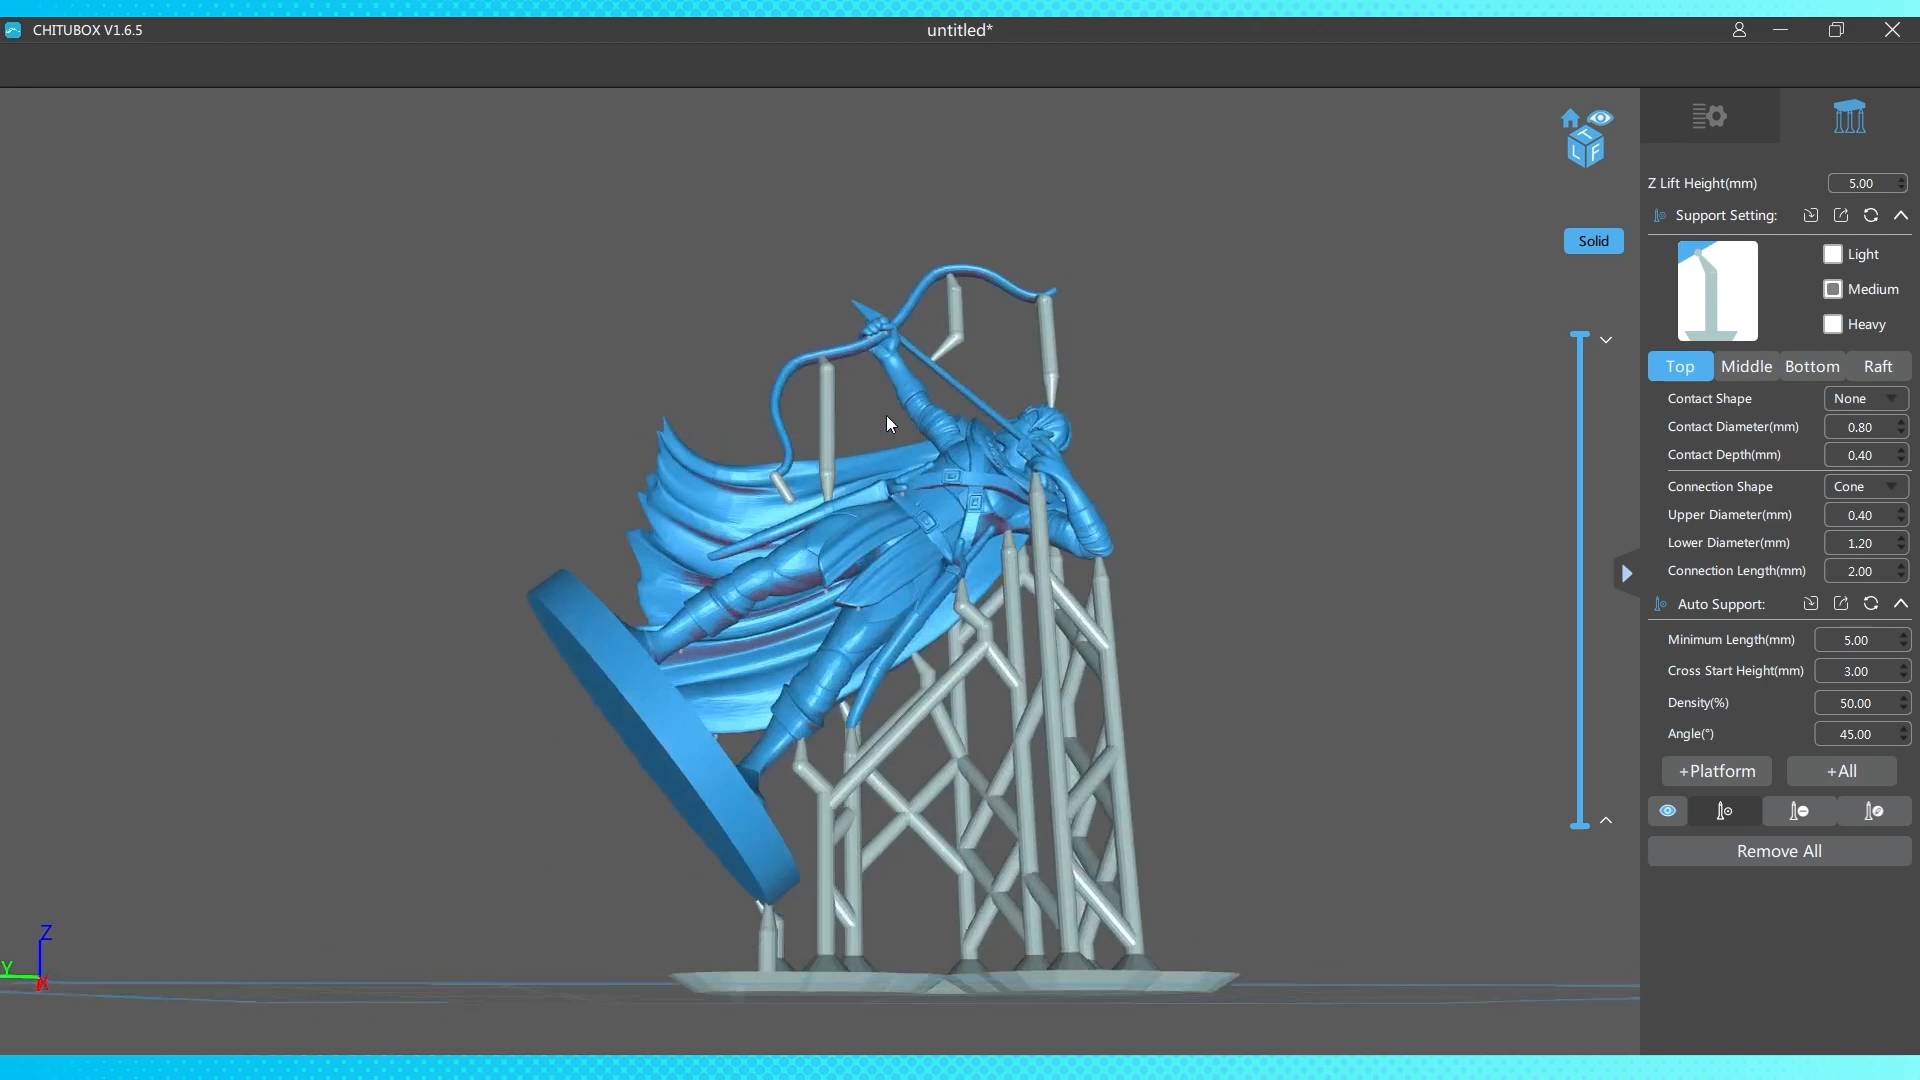 CHITUBOX V1.6.5
untitled*
Z Lift Height(mm) 5.00
Support Setting:
Light
Medium
Heavy
Top Middle Bottom Raft
Contact Shape None
Contact Diameter(mm) 0.80
Contact Depth(mm) 0.40
Connection Shape Cone
Upper Diameter(mm) 0.40
Lower Diameter(mm) 1.20
Connection Length(mm) 2.00
Auto Support:
Minimum Length(mm) 5.00
Cross Start Height(mm) 3.00
Density(%) 50.00
Angle(°) 45.00
+Platform +All
Remove All
T
L F
Solid
Z
Y
X